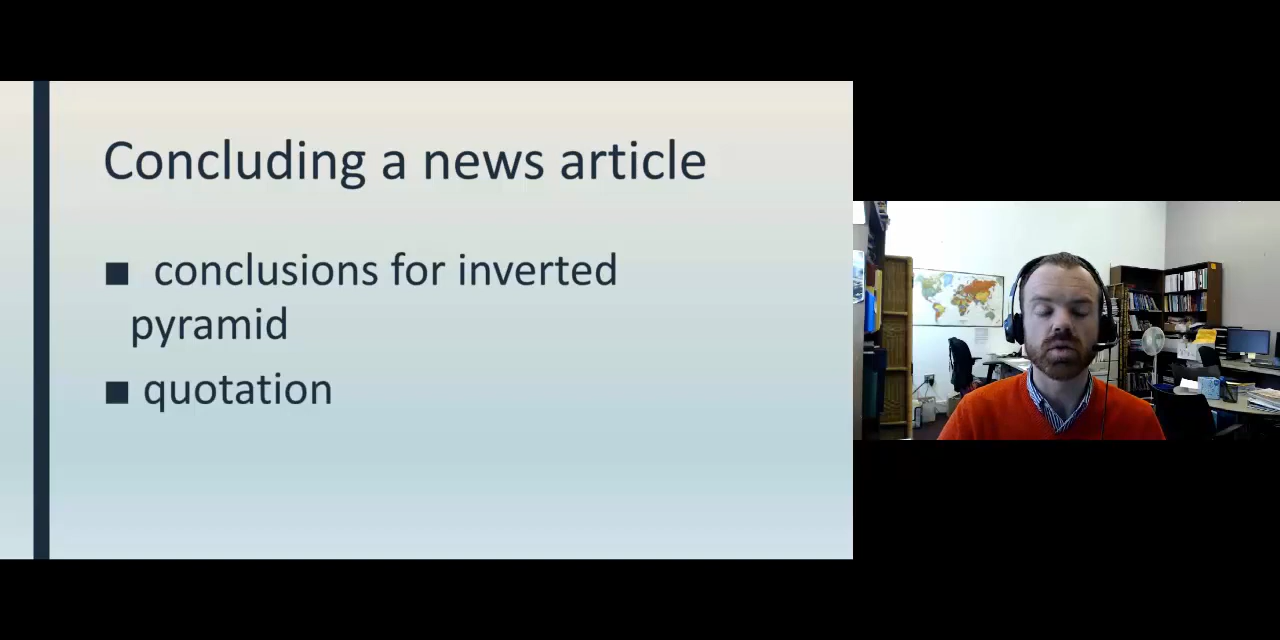 Concluding a news article
■ conclusions for inverted
pyramid
■ quotation